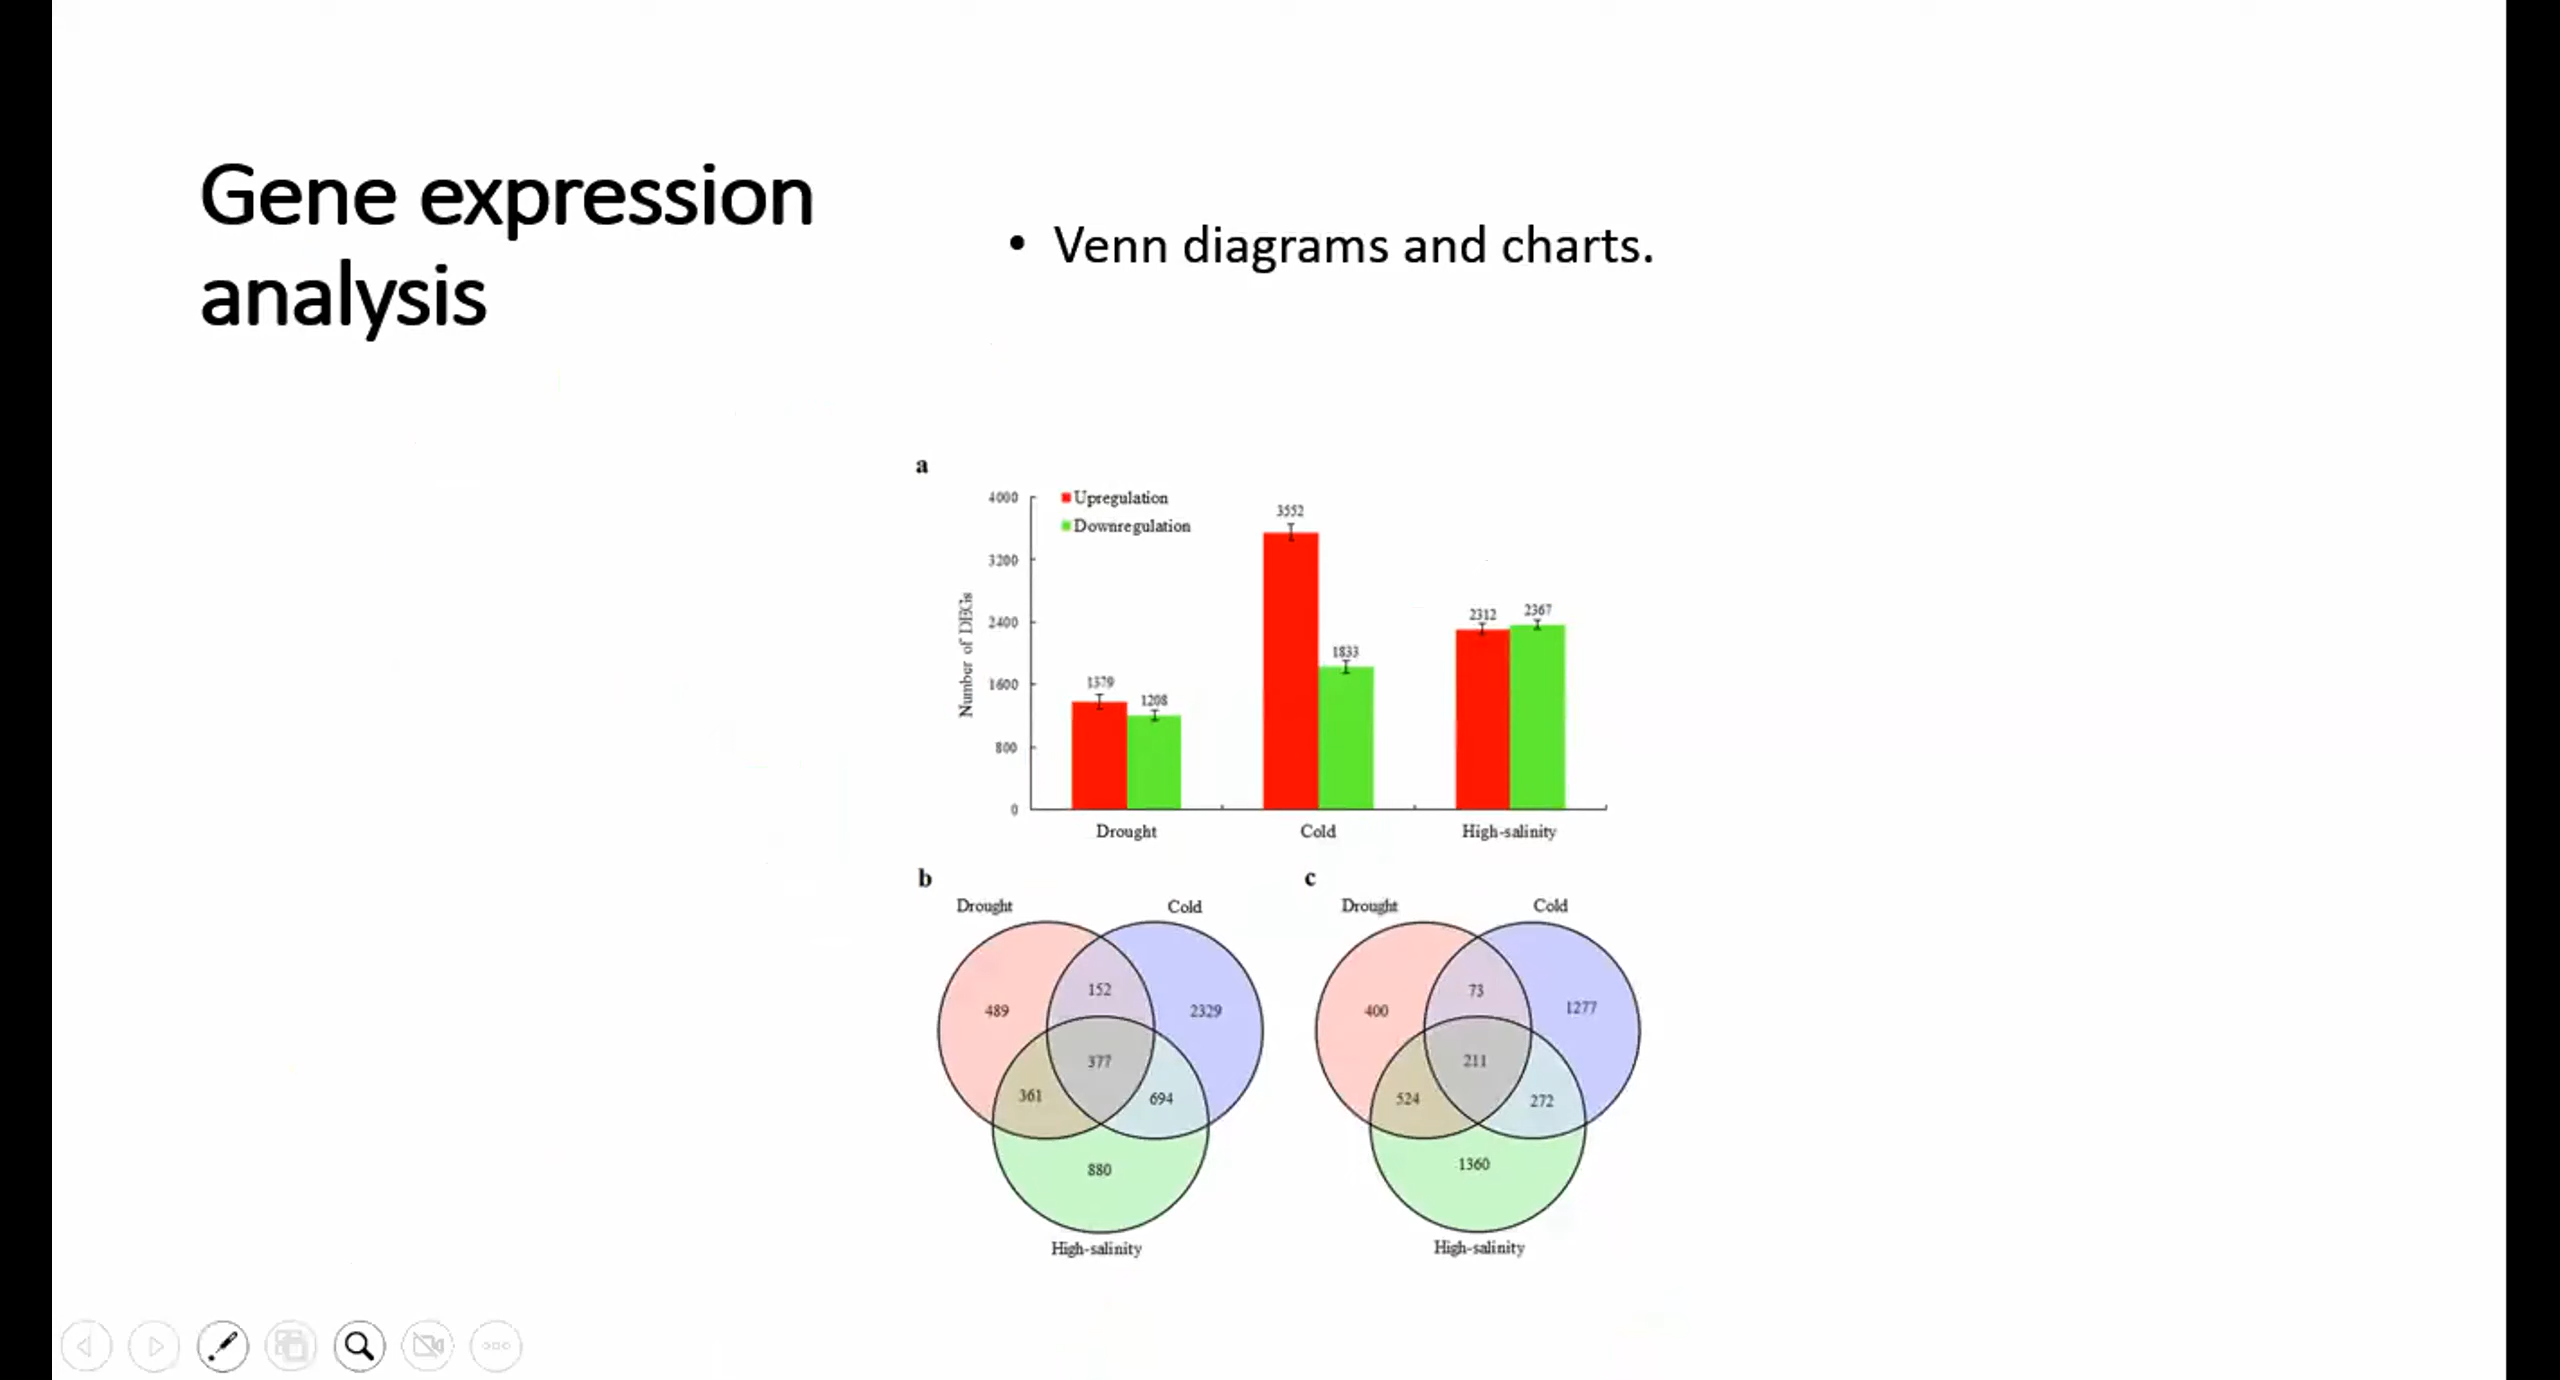 Gene expression
analysis
• Venn diagrams and charts.
a
Upregulation
Downregulation
4000
3200
2400
1600
800
0
Number of DEGs
1379
1208
3552
1833
2312
2367
Drought
Cold
High-salinity
b
Drought
Cold
489
152
2329
377
361
694
880
High-salinity
c
Drought
Cold
400
73
1277
211
524
272
1360
High-salinity